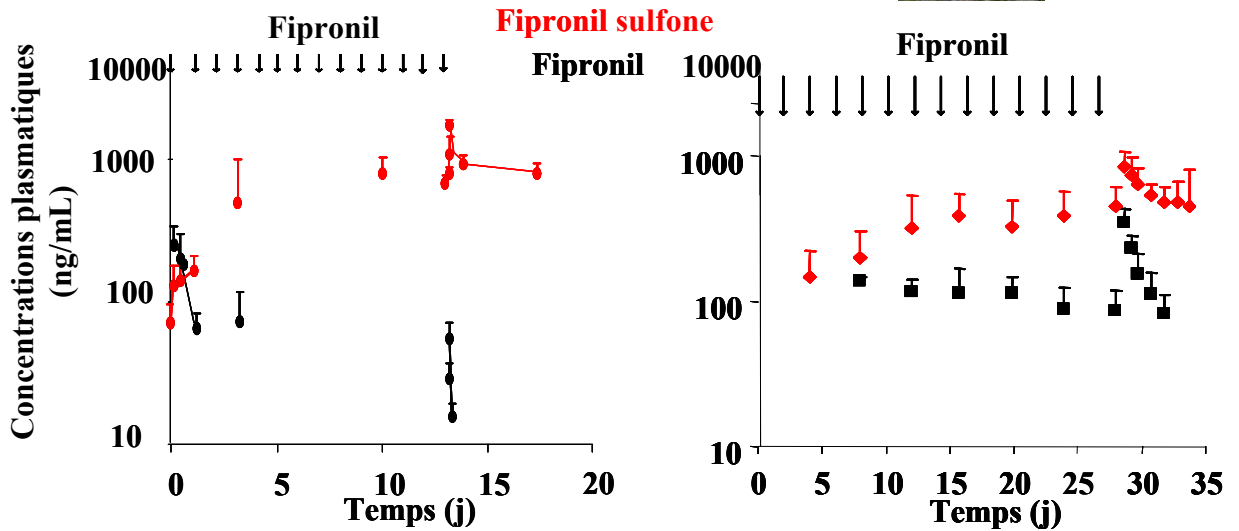 Fipronil
Fipronil sulfone
Fipronil
Fipronil
Concentrations plasmatiques
(ng/mL)
10000
1000
100
10
0 5 10 15 20
Temps (j)
10000
1000
100
10
0 5 10 15 20 25 30 35
Temps (j)